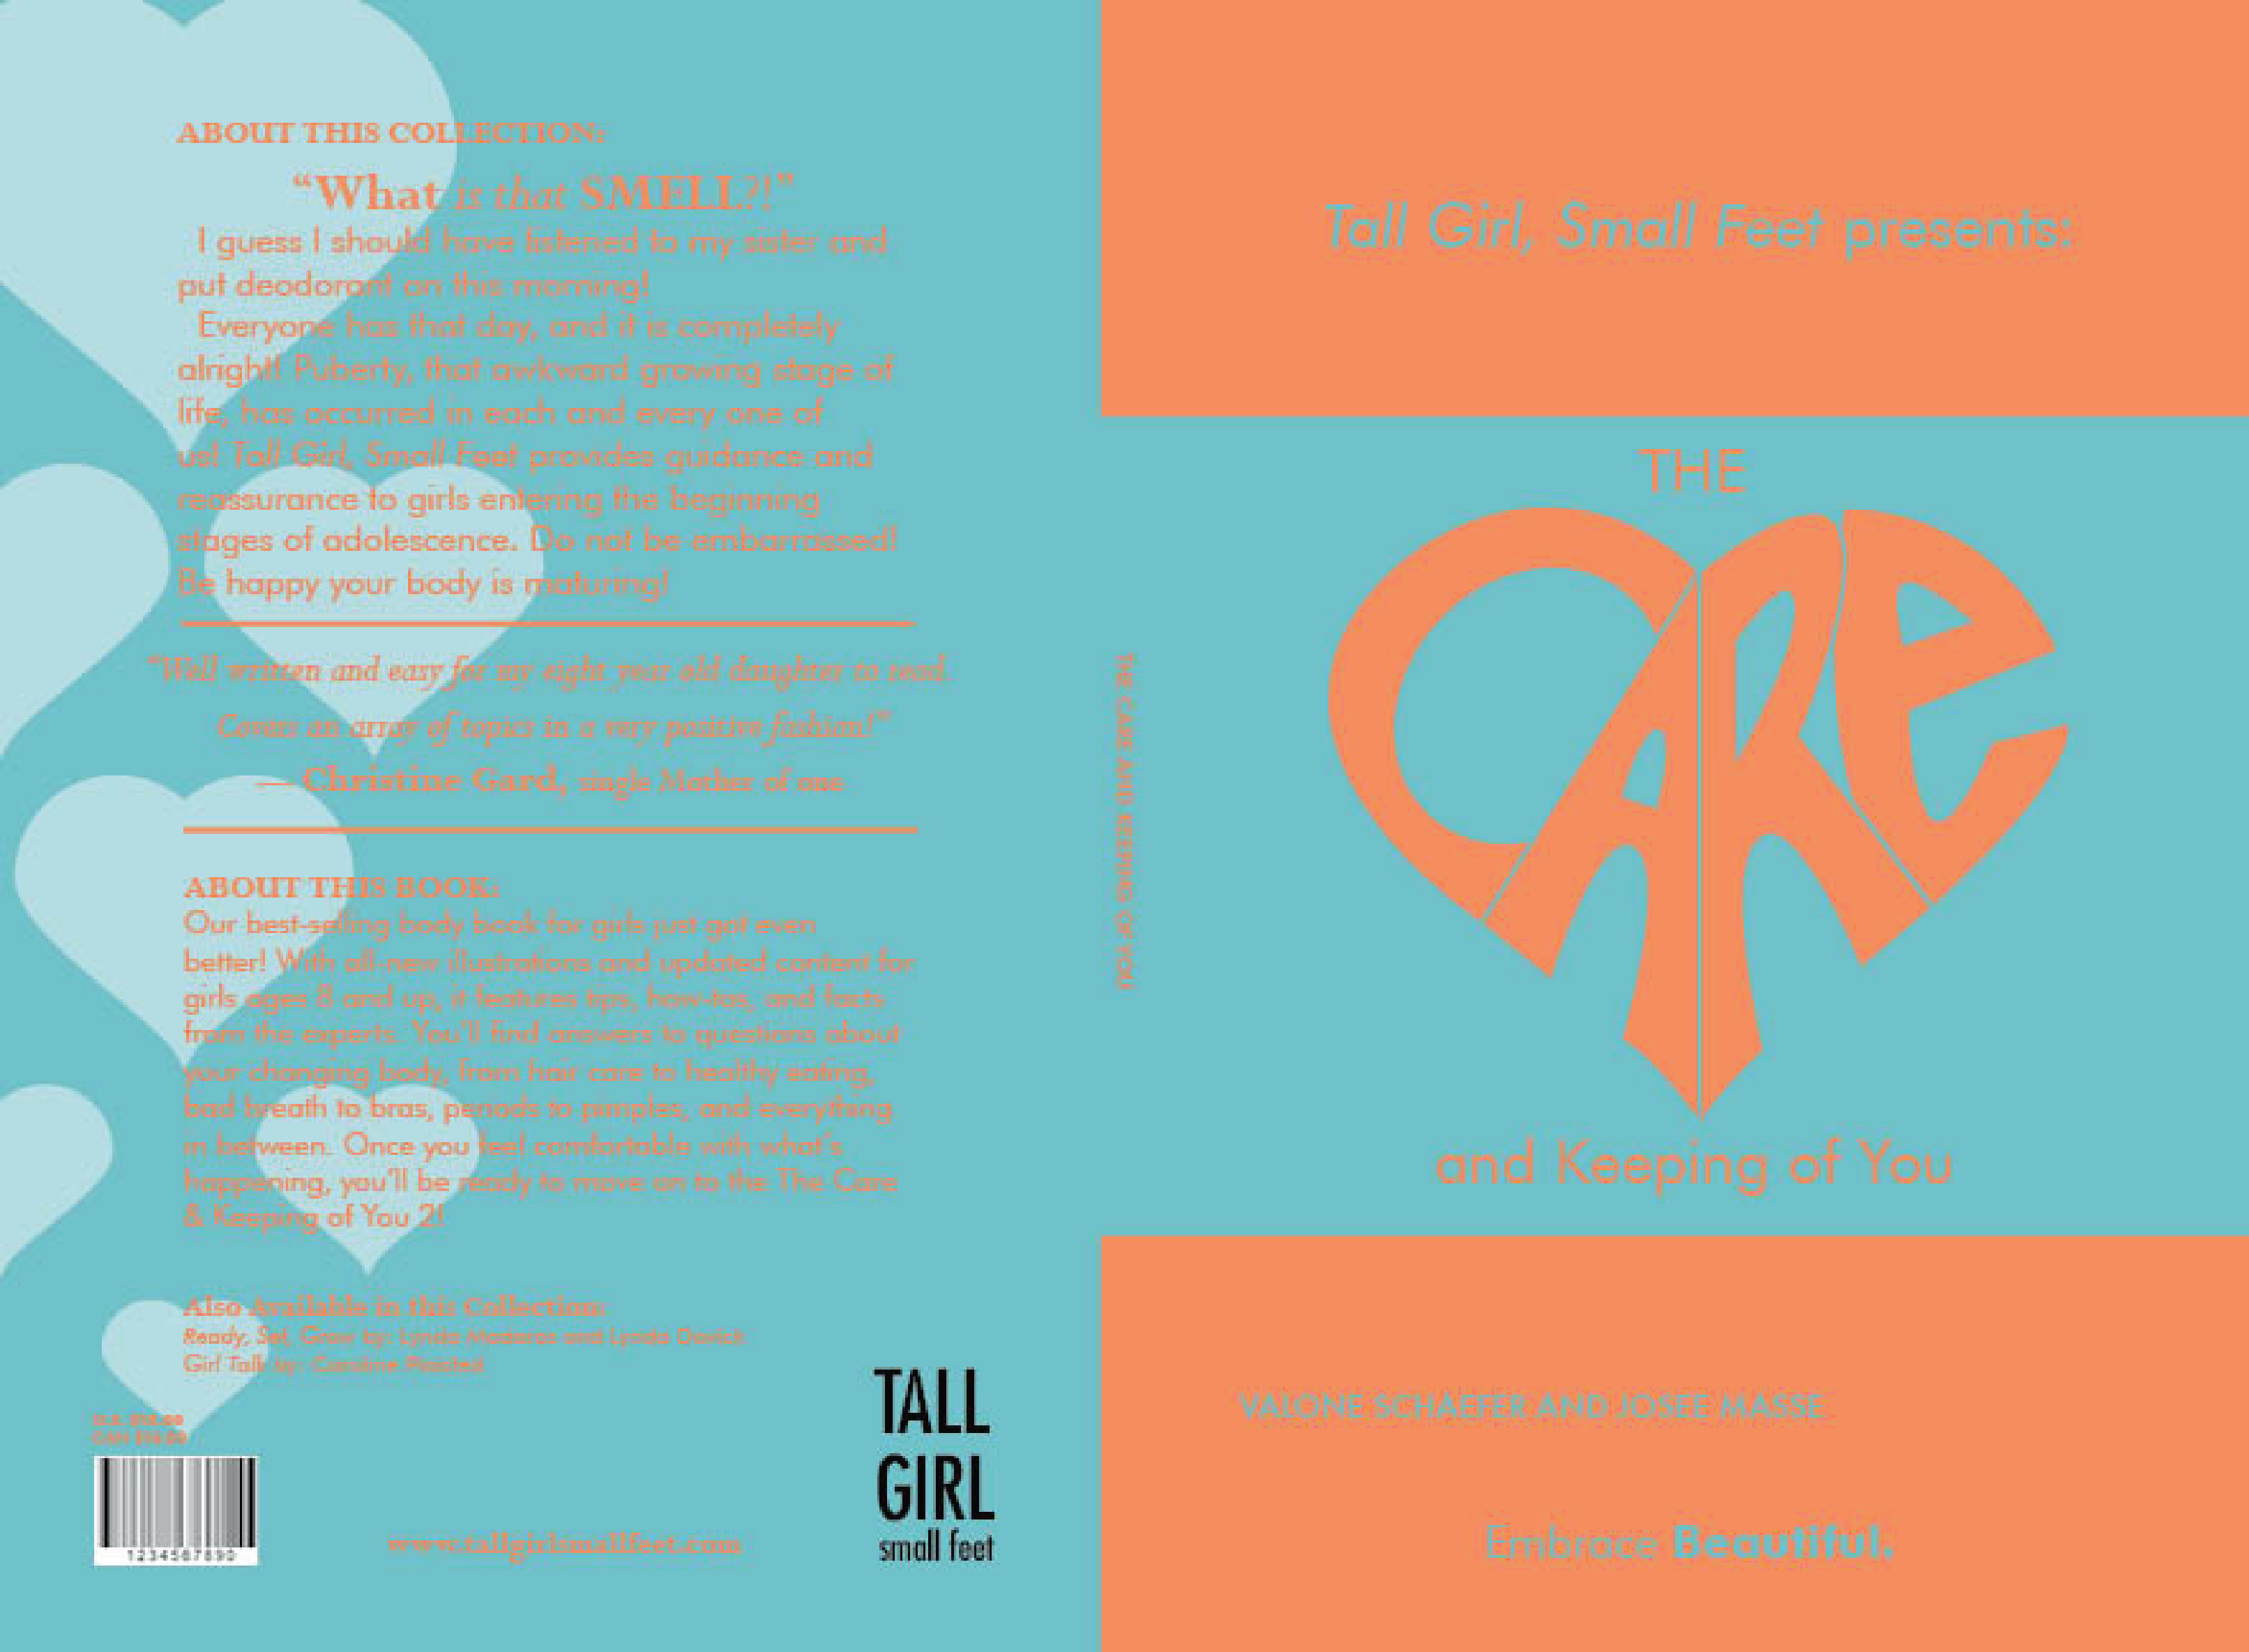 ABOUT THIS COLLECTION:
“What is that SMELL?!”
I guess I should have listened to my sister and
put deodorant on this morning!
Everyone has that day, and it is completely
alright! Puberty, that awkward growing stage of
life, has occurred in each and every one of
us! Tall Girl, Small Feet provides guidance and
reassurance to girls entering the beginning
stages of adolescence. Do not be embarrassed!
Be happy your body is maturing!
“Well written and easy for my eight year old daughter to read.
Covers an array of topics in a very positive fashion!”
— Christine Gard, single Mother of one
ABOUT THIS BOOK:
Our best-selling body book for girls just got even
better! With all-new illustrations and updated content for
girls ages 8 and up, it features tips, how-tos, and facts
from the experts. You’ll find answers to questions about
your changing body, from hair care to healthy eating,
bad breath to bras, periods to pimples, and everything
in between. Once you feel comfortable with what’s
happening, you’ll be ready to move on to the The Care
& Keeping of You 2!
Also Available in this Collection:
Ready, Set, Grow by: Lynda Madaras and Lynda Davick
Girl Talk by: Caroline Plaisted
CAN
1234567890
www.tallgirlsmallfeet.com
TALL
GIRL
small feet
THE CARE AND KEEPING OF YOU
Tall Girl, Small Feet presents:
THE
CARe
and Keeping of You
VALONE SCHAEFER AND JOSEE MASSE
Embrace Beautiful.